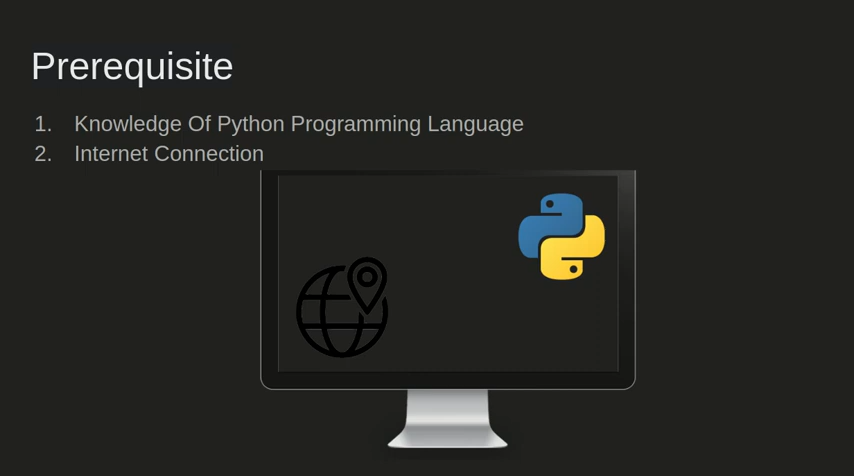 Prerequisite
1. Knowledge Of Python Programming Language
2. Internet Connection